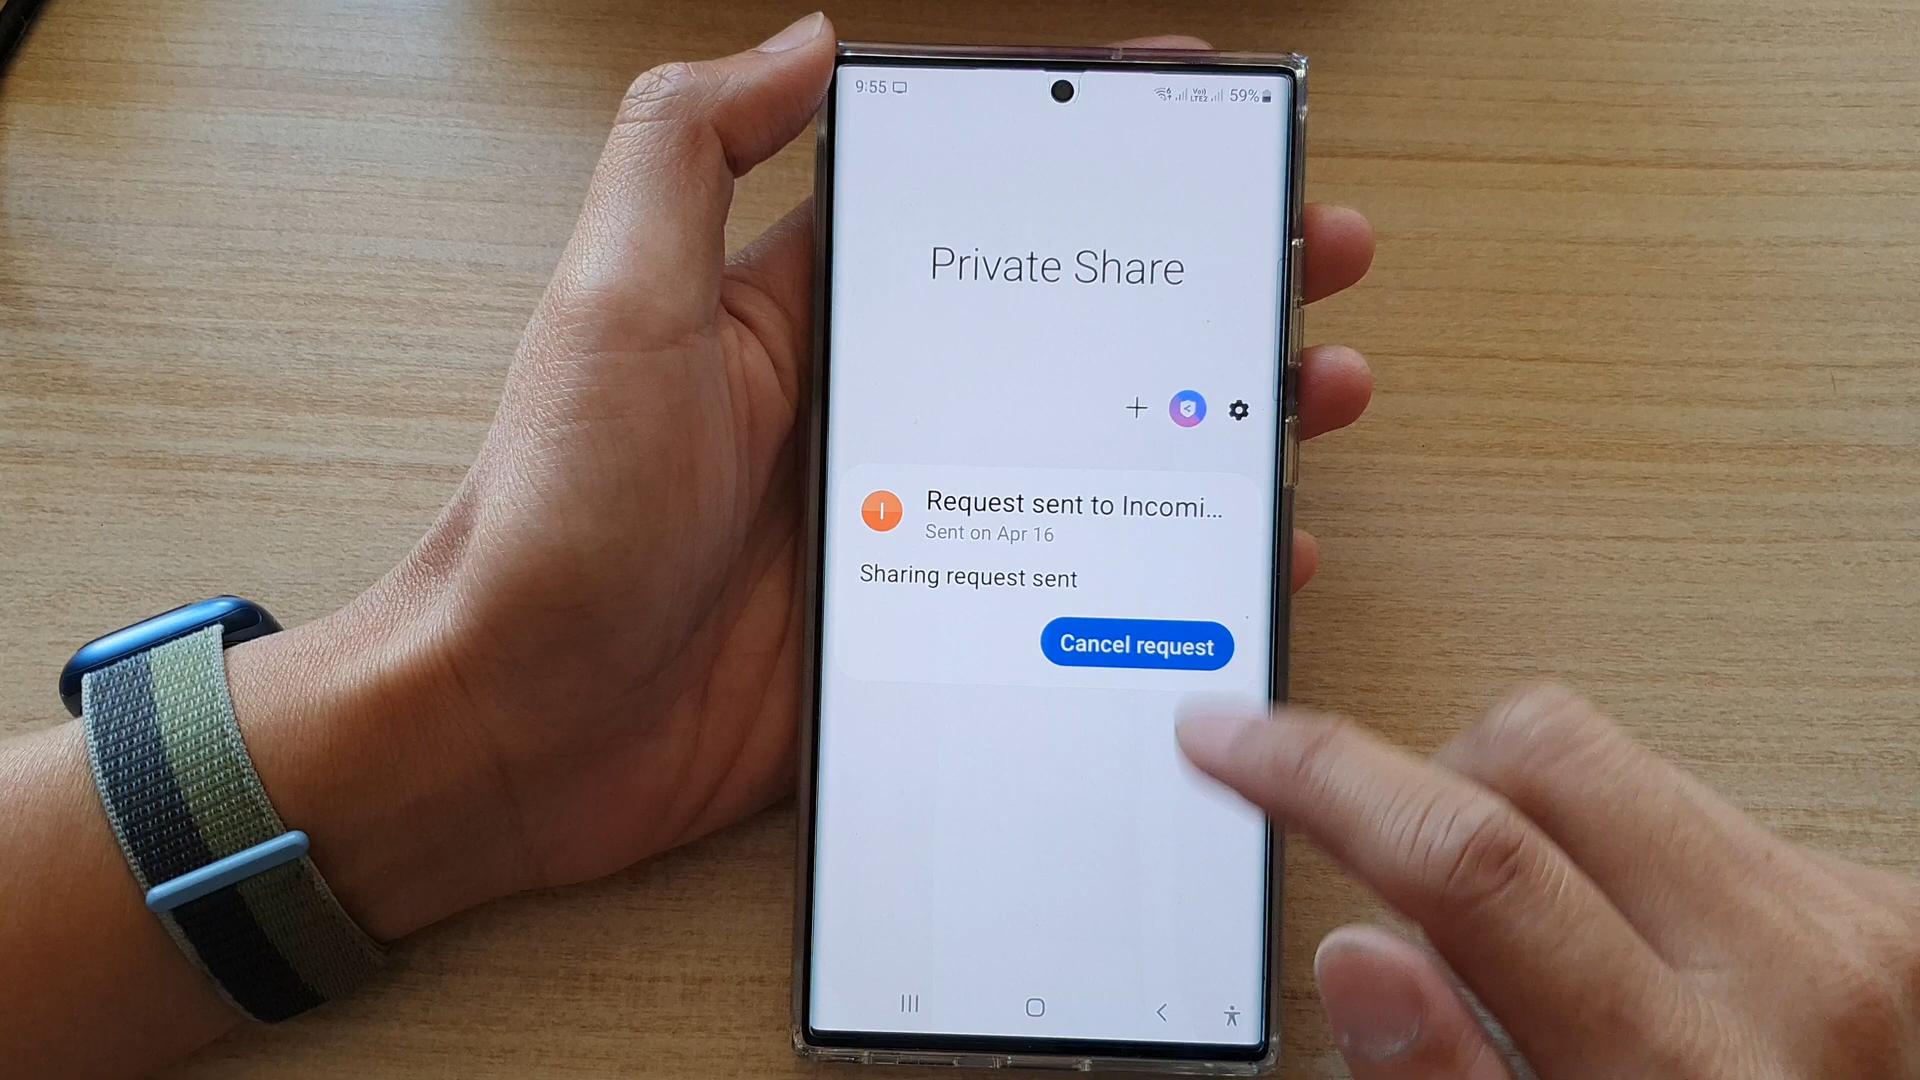 9:55
Vo)) LTE2 59%
Private Share
I
Request sent to Incomi...
Sent on Apr 16
Sharing request sent
Cancel request